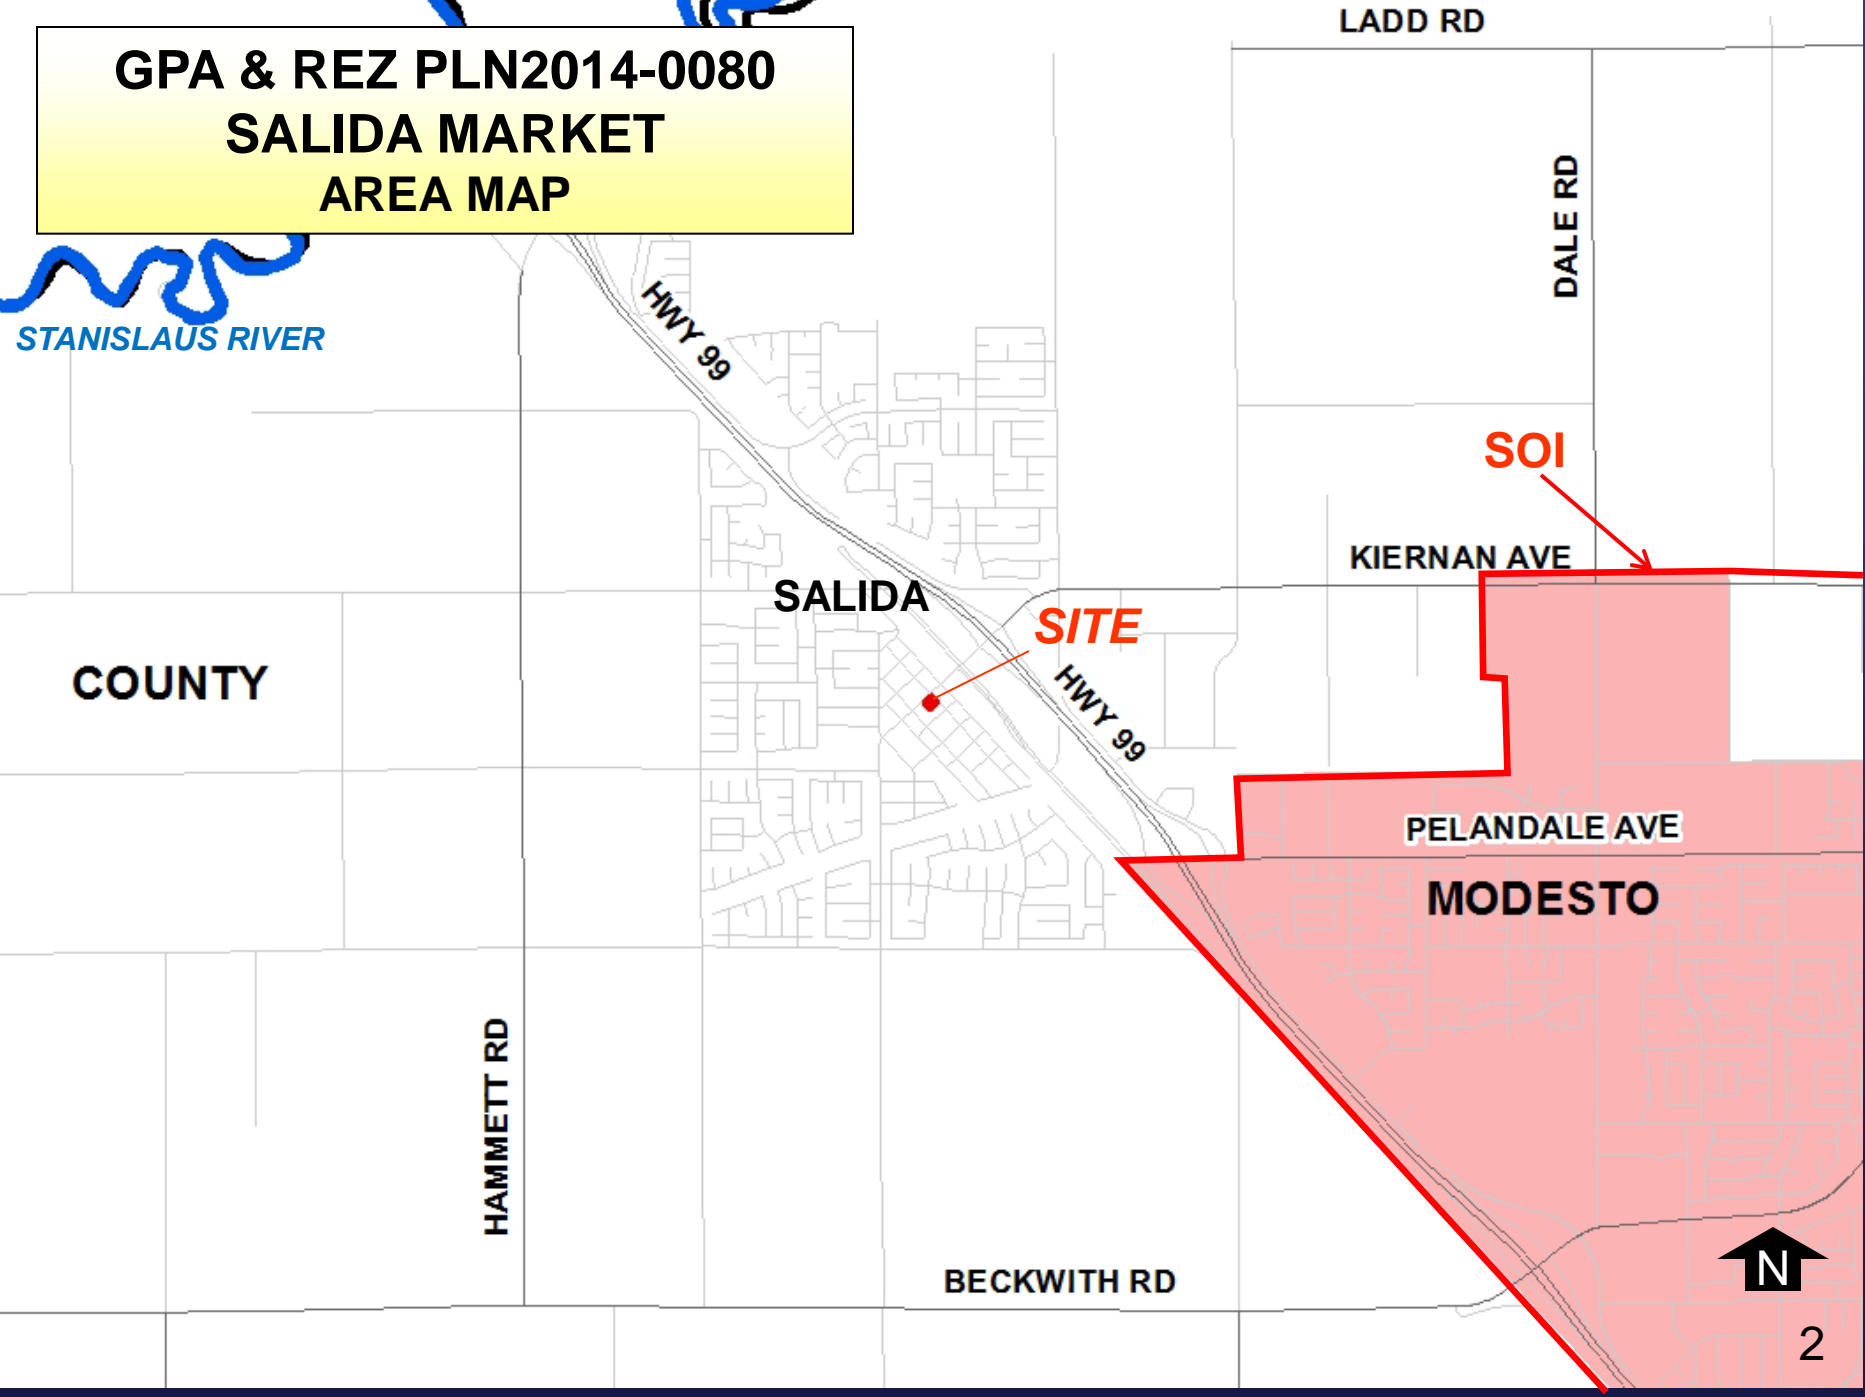 LADD RD
GPA & REZ PLN2014-0080
SALIDA MARKET
AREA MAP
DALE RD
STANISLAUS RIVER
HWY 99
SOI
KIERNAN AVE
SALIDA
SITE
COUNTY
HWY 99
PELANDALE AVE
MODESTO
HAMMETT RD
BECKWITH RD
N
2